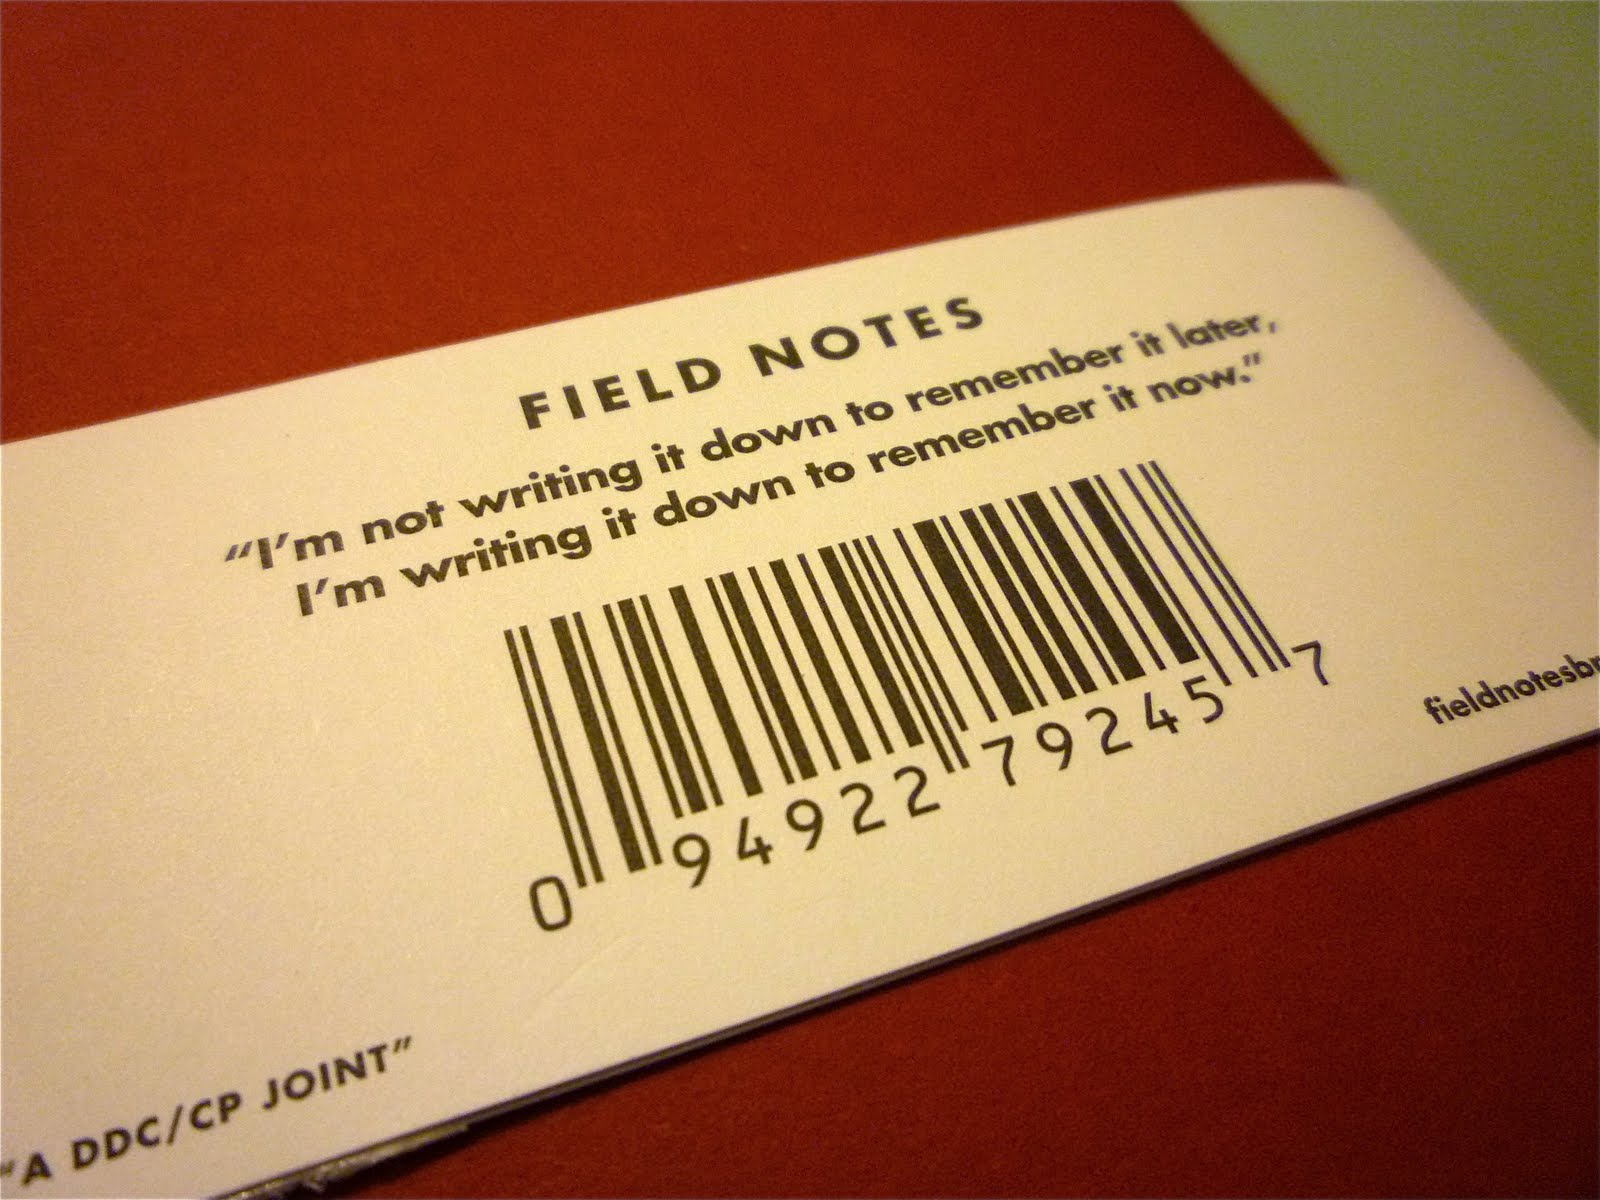 FIELD NOTES
“I’m not writing it down to remember it later,
I’m writing it down to remember it now.”
0 94922 79245 7
fieldnotesbr
“A DDC/CP JOINT”